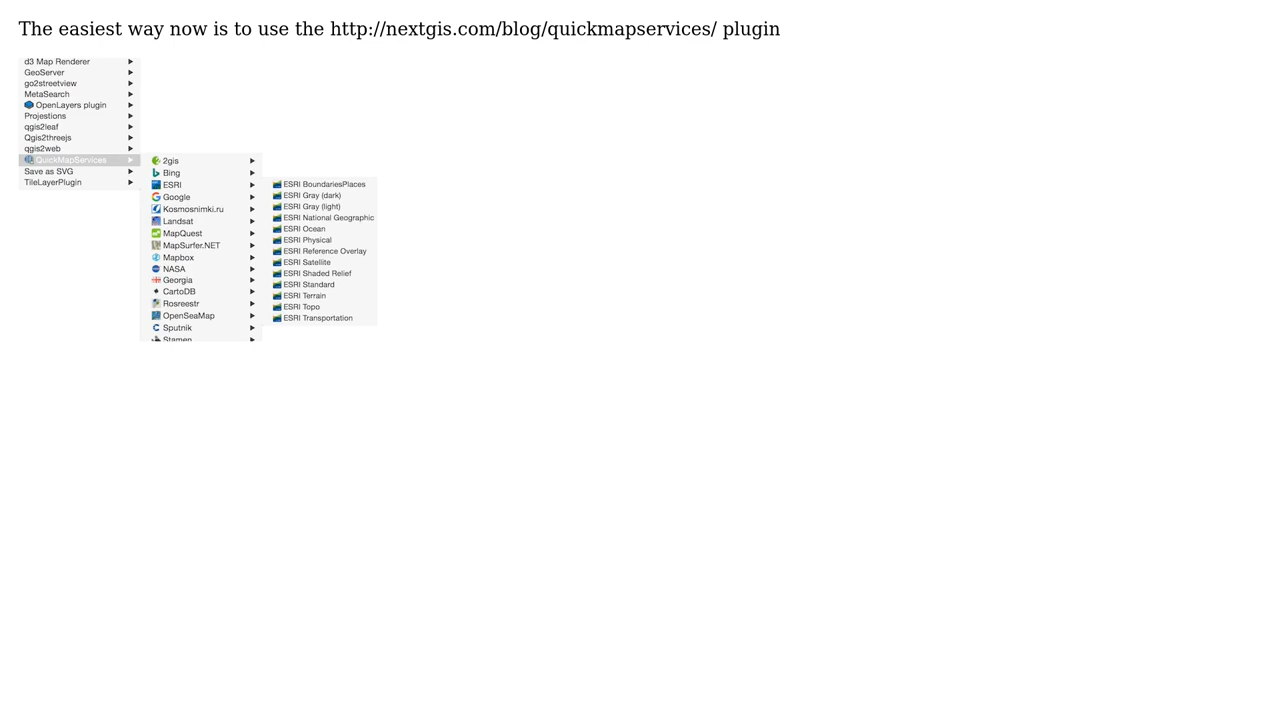 The easiest way now is to use the http://nextgis.com/blog/quickmapservices/ plugin
d3 Map Renderer
GeoServer
go2streetview
MetaSearch
OpenLayers plugin
Projestions
qgis2leaf
Qgis2threejs
qgis2web
QuickMapServices
Save as SVG
TileLayerPlugin
2gis
Bing
ESRI
Google
Kosmosnimki.ru
Landsat
MapQuest
MapSurfer.NET
Mapbox
NASA
Georgia
CartoDB
Rosreestr
OpenSeaMap
Sputnik
Stamen
ESRI BoundariesPlaces
ESRI Gray (dark)
ESRI Gray (light)
ESRI National Geographic
ESRI Ocean
ESRI Physical
ESRI Reference Overlay
ESRI Satellite
ESRI Shaded Relief
ESRI Standard
ESRI Terrain
ESRI Topo
ESRI Transportation